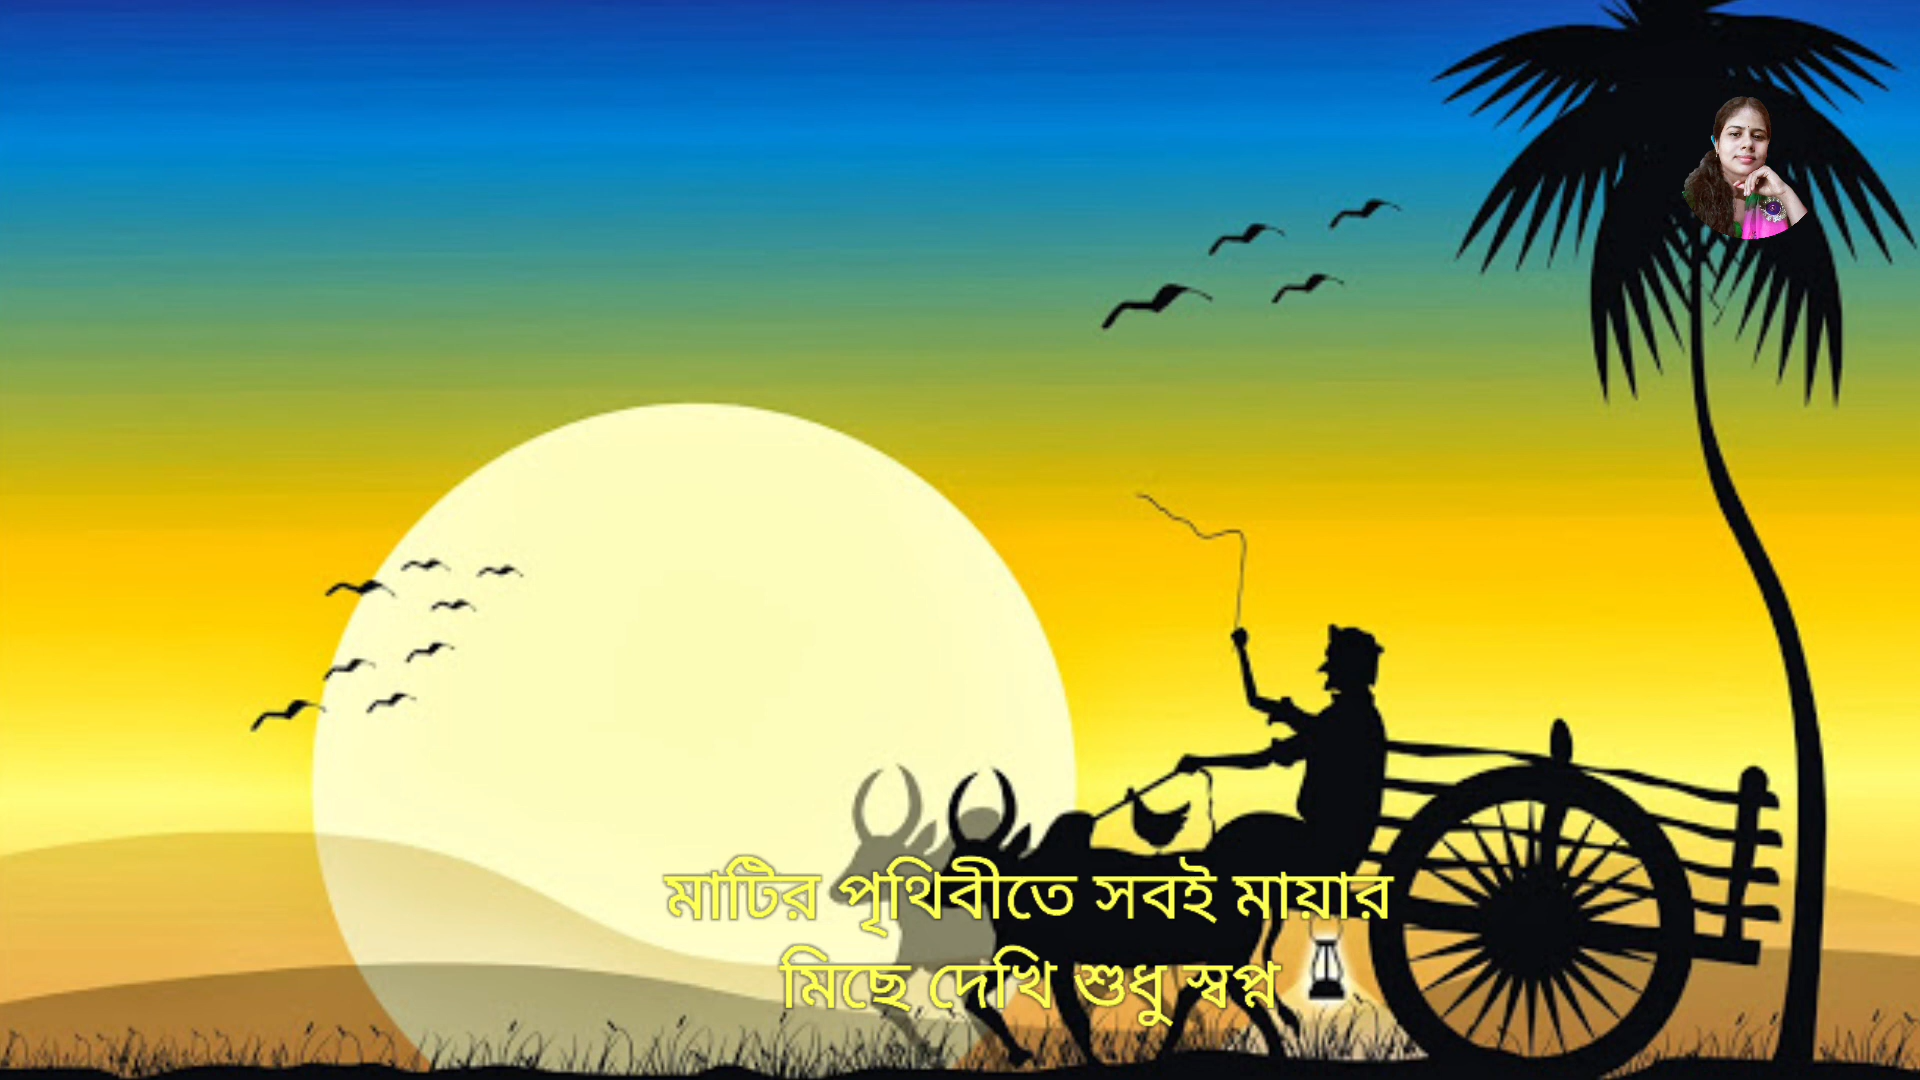 মাটির পৃথিবীতে সবই মায়ার
মিছে দেখি শুধু স্বপ্ন